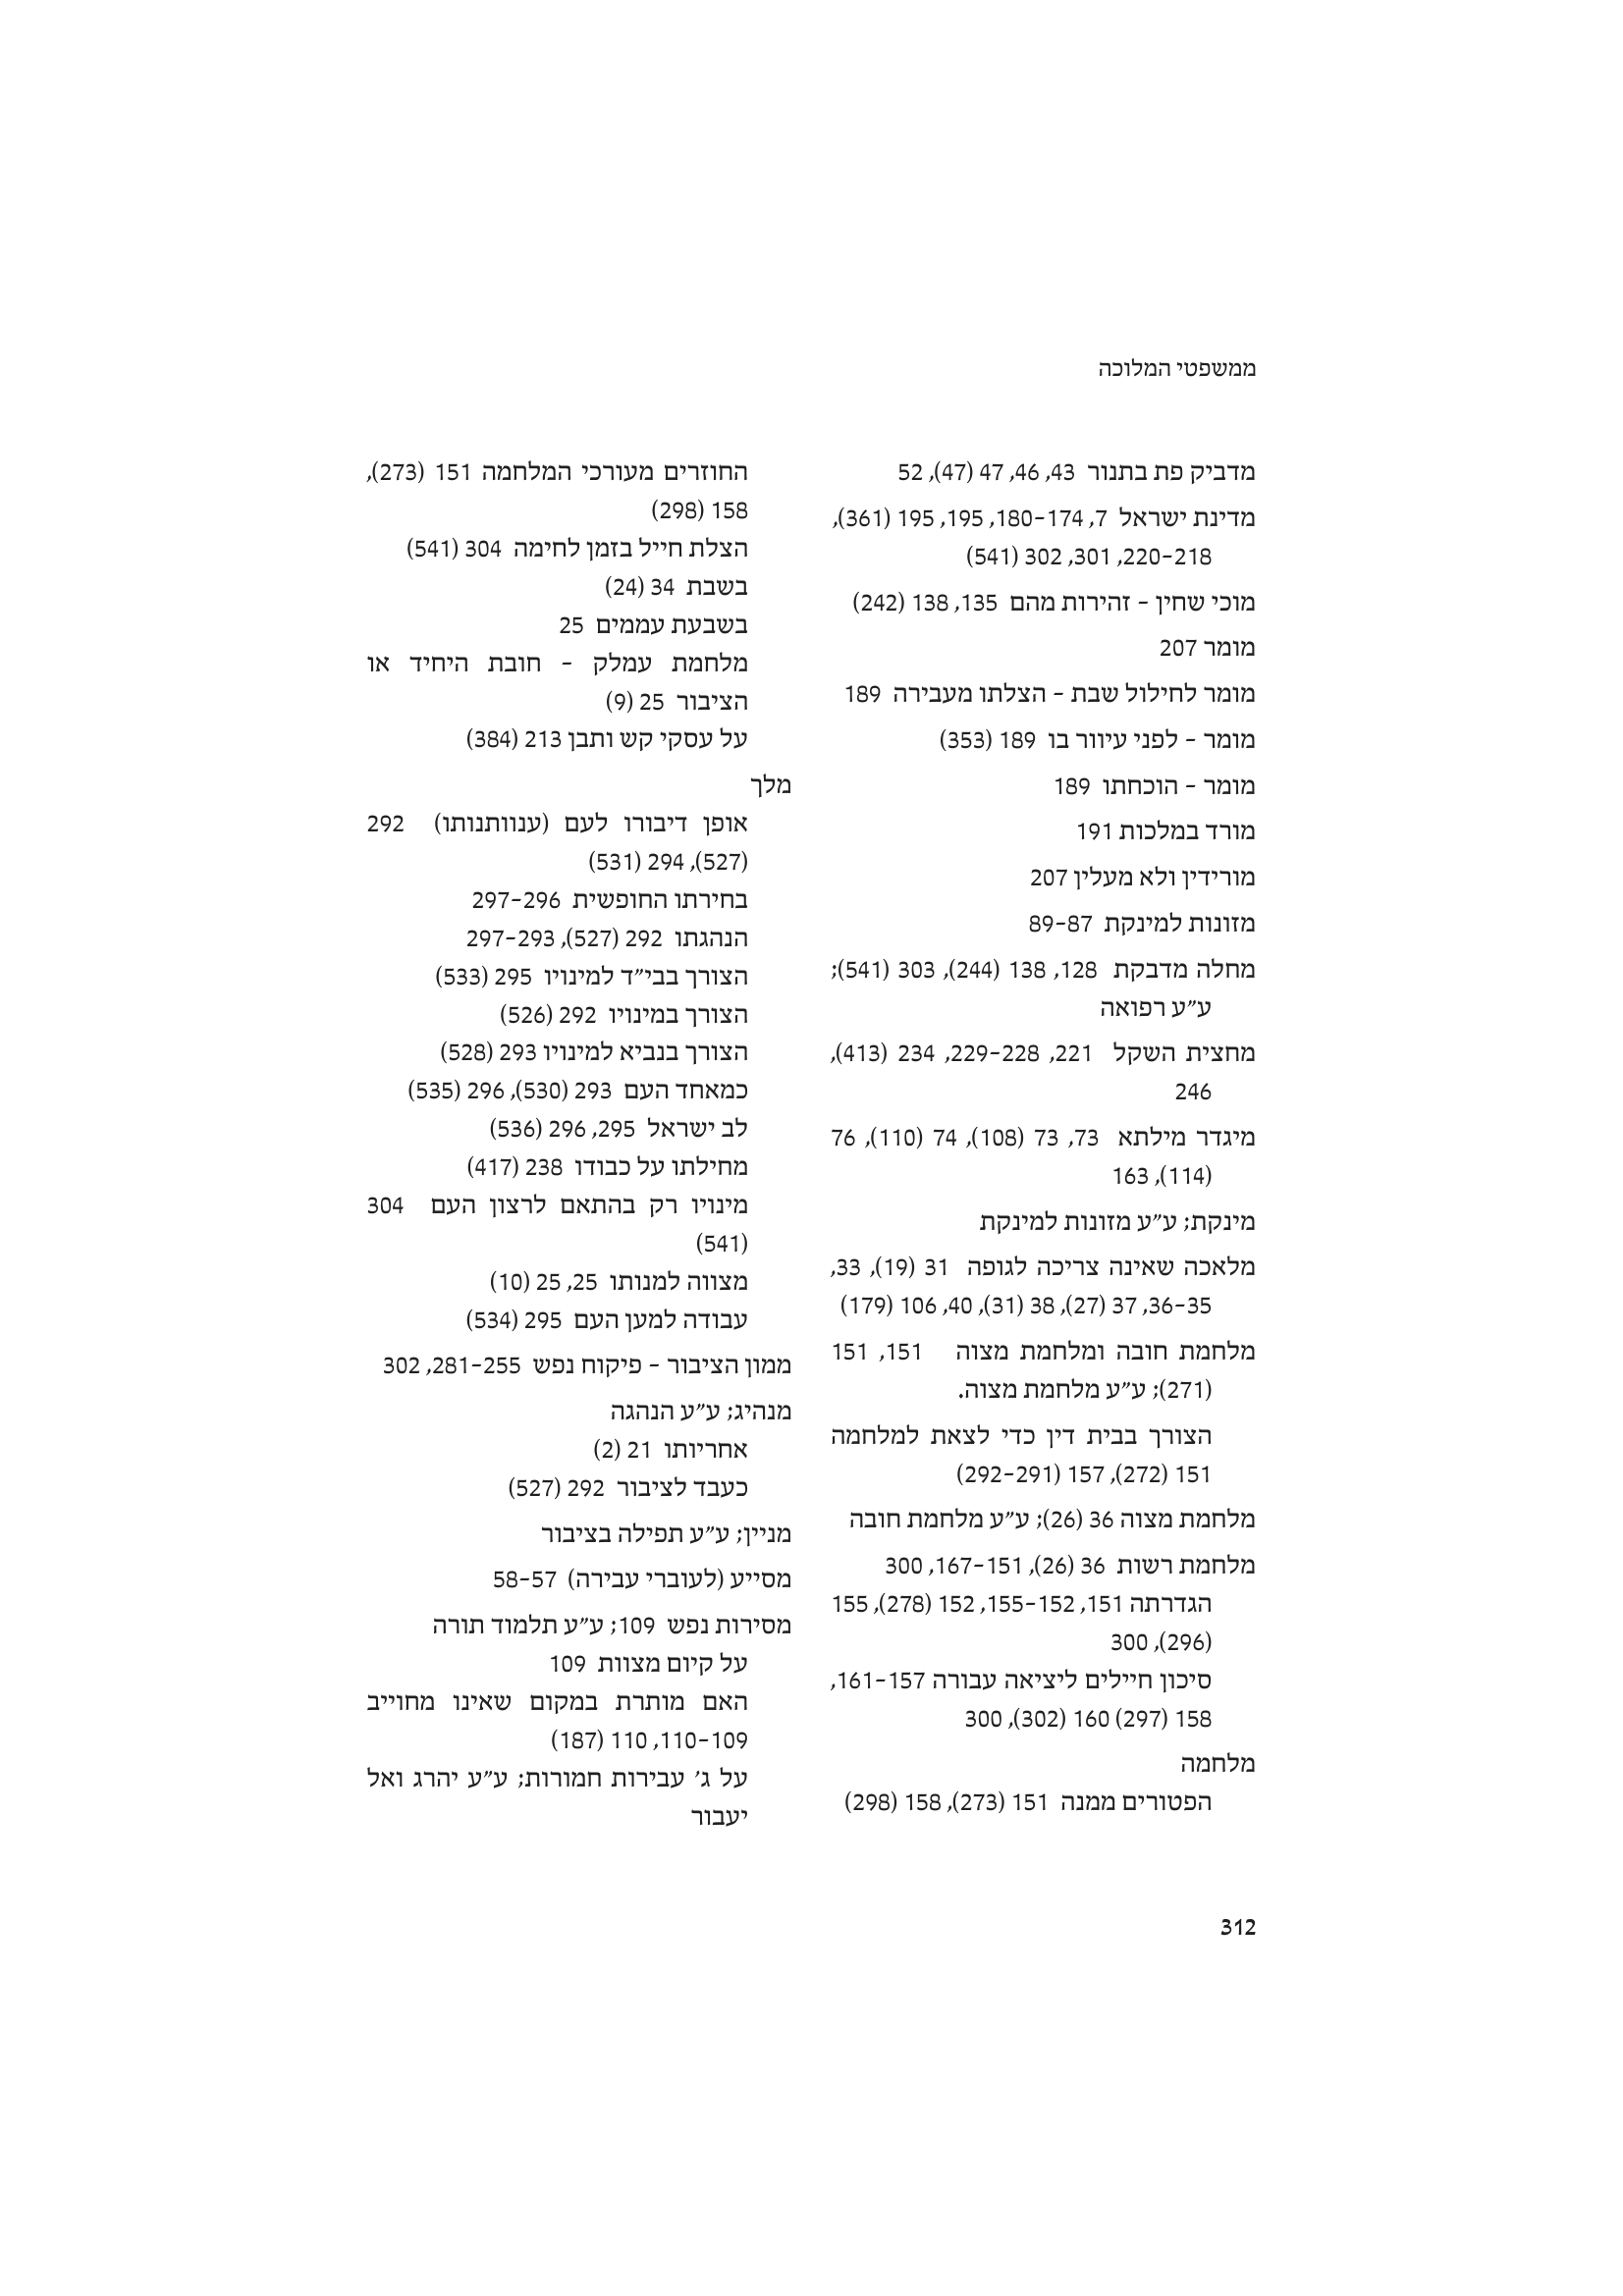 ממשפטי המלוכה
מדביק פת בתנור 43, 46, 47 (47), 52
מדינת ישראל 7, 174–180, 195, 195 (361),
218–220, 301, 302 (541)
מוכי שחין – זהירות מהם 135, 138 (242)
מומר 207
מומר לחילול שבת – הצלתו מעבירה 189
מומר – לפני עיוור בו 189 (353)
מומר – הוכחתו 189
מורד במלכות 191
מורידין ולא מעלין 207
מזונות למינקת 87–89
מחלה מדבקת 128, 138 (244), 303 (541);
ע״ע רפואה
מחצית השקל 221, 228–229, 234 (413),
246
מיגדר מילתא 73, 73 (108), 74 (110), 76
(114), 163
מינקת; ע״ע מזונות למינקת
מלאכה שאינה צריכה לגופה 31 (19), 33,
35–36, 37 (27), 38 (31), 40, 106 (179)
מלחמת חובה ומלחמת מצוה 151, 151
(271); ע״ע מלחמת מצוה.
הצורך בבית דין כדי לצאת למלחמה
151 (272), 157 (291–292)
מלחמת מצוה 36 (26); ע״ע מלחמת חובה
מלחמת רשות 36 (26), 151–167, 300
הגדרתה 151, 152–155, 152 (278), 155
(296), 300
סיכון חיילים ליציאה עבורה 157–161,
158 (297) 160 (302), 300
מלחמה
הפטורים ממנה 151 (273), 158 (298)
החוזרים מעורכי המלחמה 151 (273),
158 (298)
הצלת חייל בזמן לחימה 304 (541)
בשבת 34 (24)
בשבעת עממים 25
מלחמת עמלק – חובת היחיד או
הציבור 25 (9)
על עסקי קש ותבן 213 (384)
מלך
אופן דיבורו לעם (ענוותנותו) 292
(527), 294 (531)
בחירתו החופשית 296–297
הנהגתו 292 (527), 293–297
הצורך בבי״ד למינויו 295 (533)
הצורך במינויו 292 (526)
הצורך בנביא למינויו 293 (528)
כמאחד העם 293 (530), 296 (535)
לב ישראל 295, 296 (536)
מחילתו על כבודו 238 (417)
מינויו רק בהתאם לרצון העם 304
(541)
מצווה למנותו 25, 25 (10)
עבודה למען העם 295 (534)
ממון הציבור – פיקוח נפש 255–281, 302
מנהיג; ע״ע הנהגה
אחריותו 21 (2)
כעבד לציבור 292 (527)
מניין; ע״ע תפילה בציבור
מסייע (לעוברי עבירה) 57–58
מסירות נפש 109; ע״ע תלמוד תורה
על קיום מצוות 109
האם מותרת במקום שאינו מחוייב
109–110, 110 (187)
על ג׳ עבירות חמורות; ע״ע יהרג ואל
יעבור
312